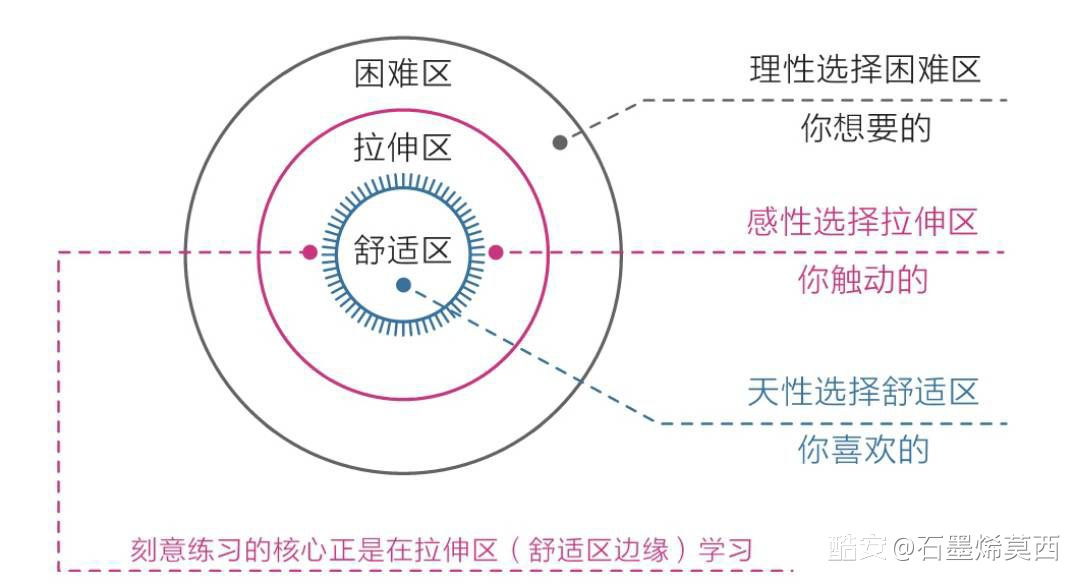 困难区
理性选择困难区
你想要的
拉伸区
感性选择拉伸区
舒适区
你触动的
天性选择舒适区
你喜欢的
刻意练习的核心正是在拉伸区（舒适区边缘）学习
酷安@石墨烯莫西